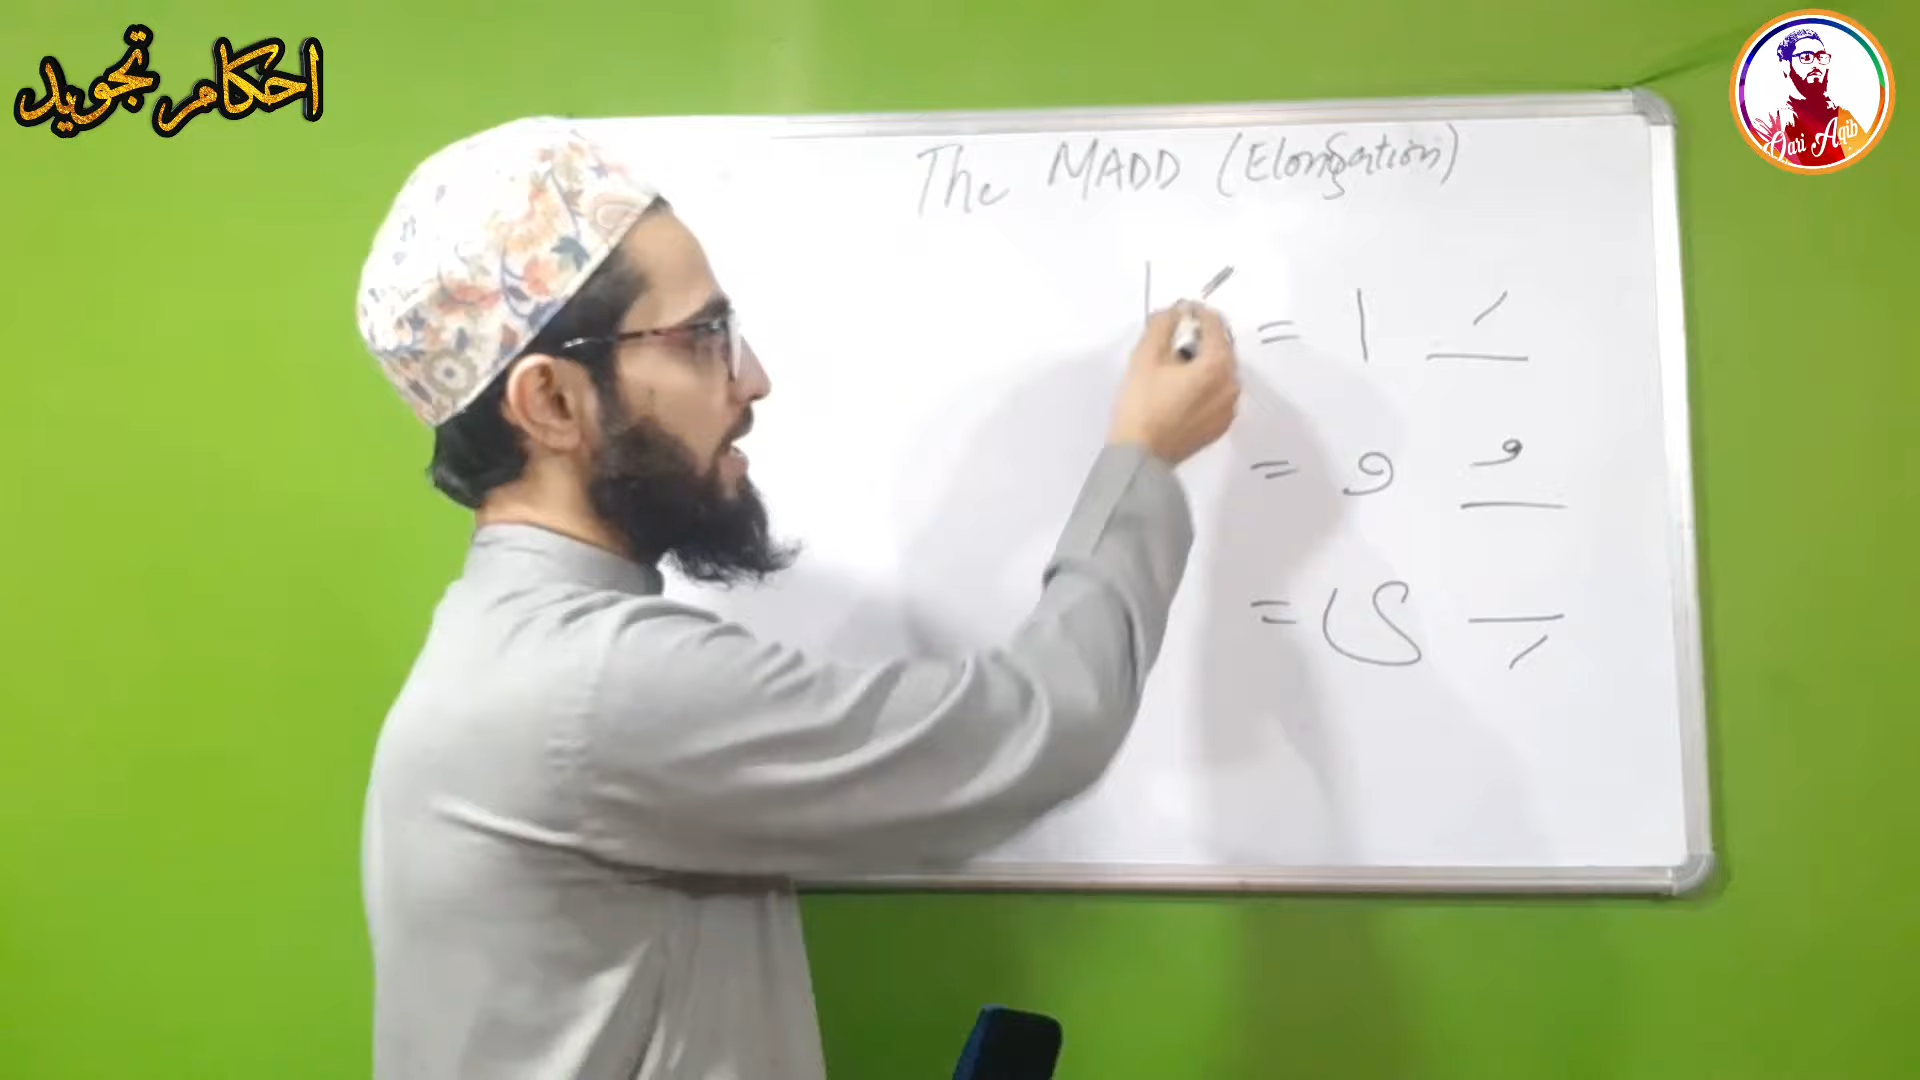 احکام تجوید
Qari Aqib
The MADD (Elongation)
= ا َ
= و ُ
= ی ِ